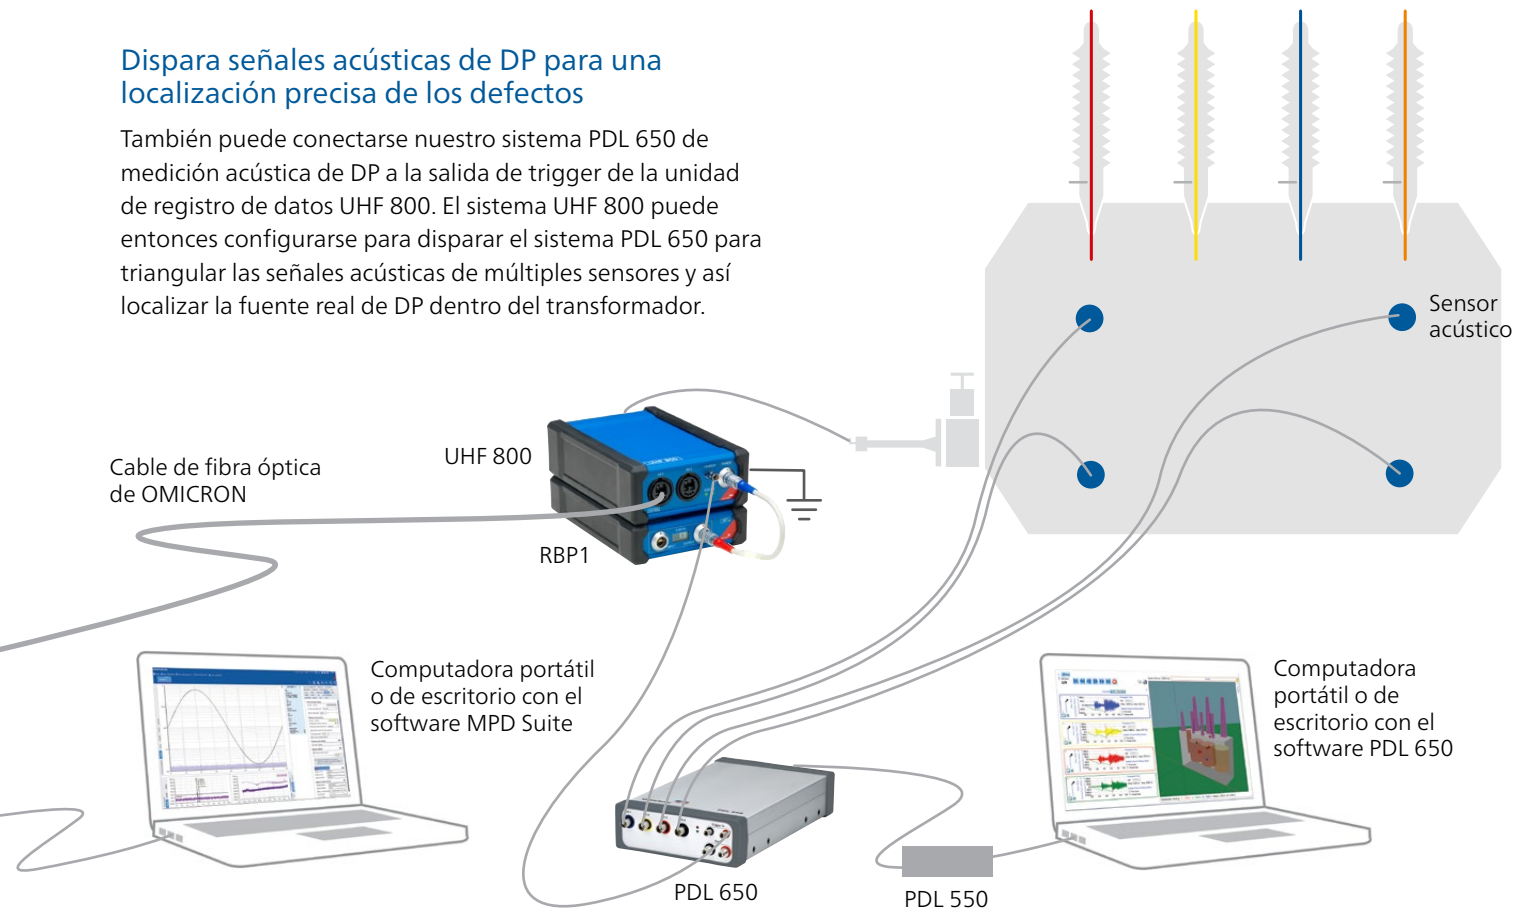 Dispara señales acústicas de DP para una
localización precisa de los defectos
También puede conectarse nuestro sistema PDL 650 de
medición acústica de DP a la salida de trigger de la unidad
de registro de datos UHF 800. El sistema UHF 800 puede
entonces configurarse para disparar el sistema PDL 650 para
triangular las señales acústicas de múltiples sensores y así
localizar la fuente real de DP dentro del transformador.
Sensor
acústico
UHF 800
Cable de fibra óptica
de OMICRON
RBP1
Computadora portátil
o de escritorio con el
software MPD Suite
Computadora
portátil o de
escritorio con el
software PDL 650
PDL 650
PDL 550